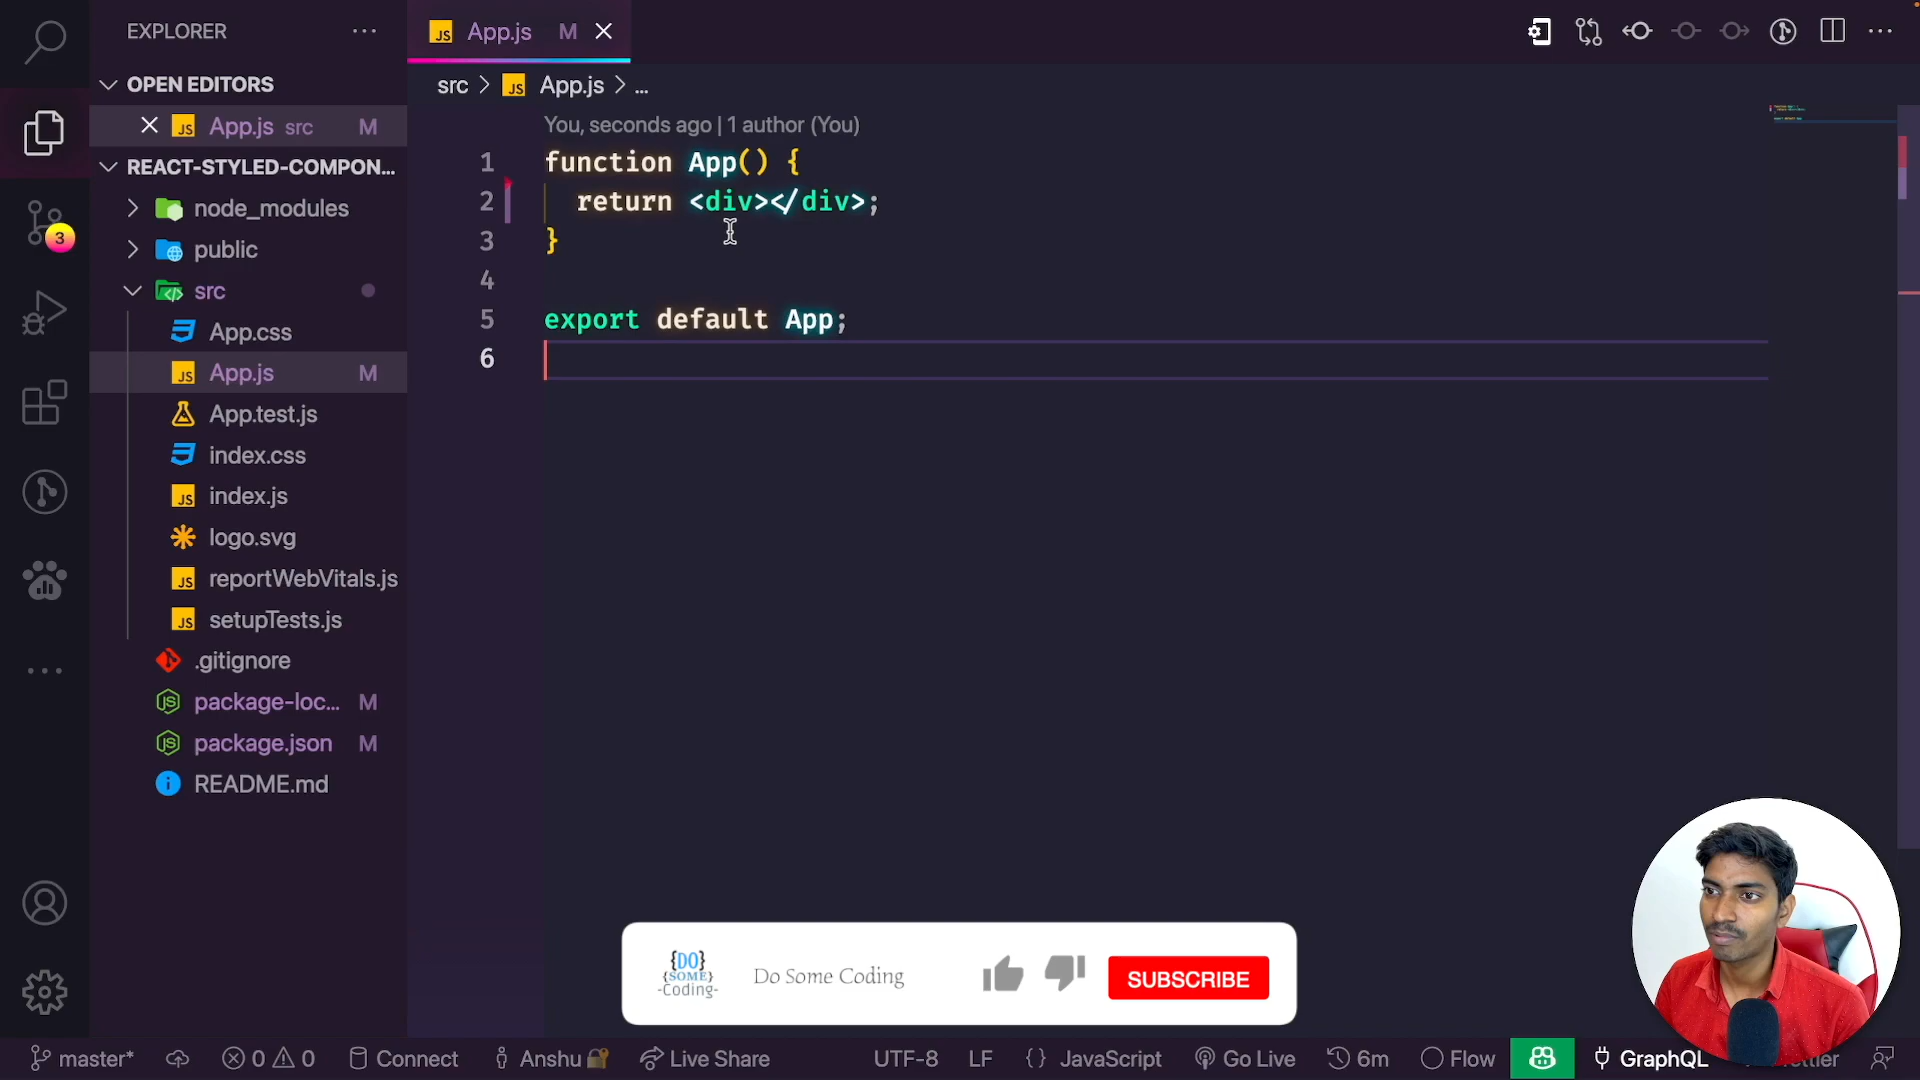 EXPLORER
OPEN EDITORS
App.js src M
REACT-STYLED-COMPON...
node_modules
public
src
App.css
App.js M
App.test.js
index.css
index.js
logo.svg
reportWebVitals.js
setupTests.js
.gitignore
package-loc... M
package.json M
README.md
3
App.js M
src > App.js > ...
You, seconds ago | 1 author (You)
1 function App() {
2 return <div></div>;
3 }
4
5 export default App;
6
{DO}
{SOME}
-Coding-
Do Some Coding
SUBSCRIBE
master* 0 0 Connect Anshu Live Share UTF-8 LF {} JavaScript Go Live 6m Flow GraphQL